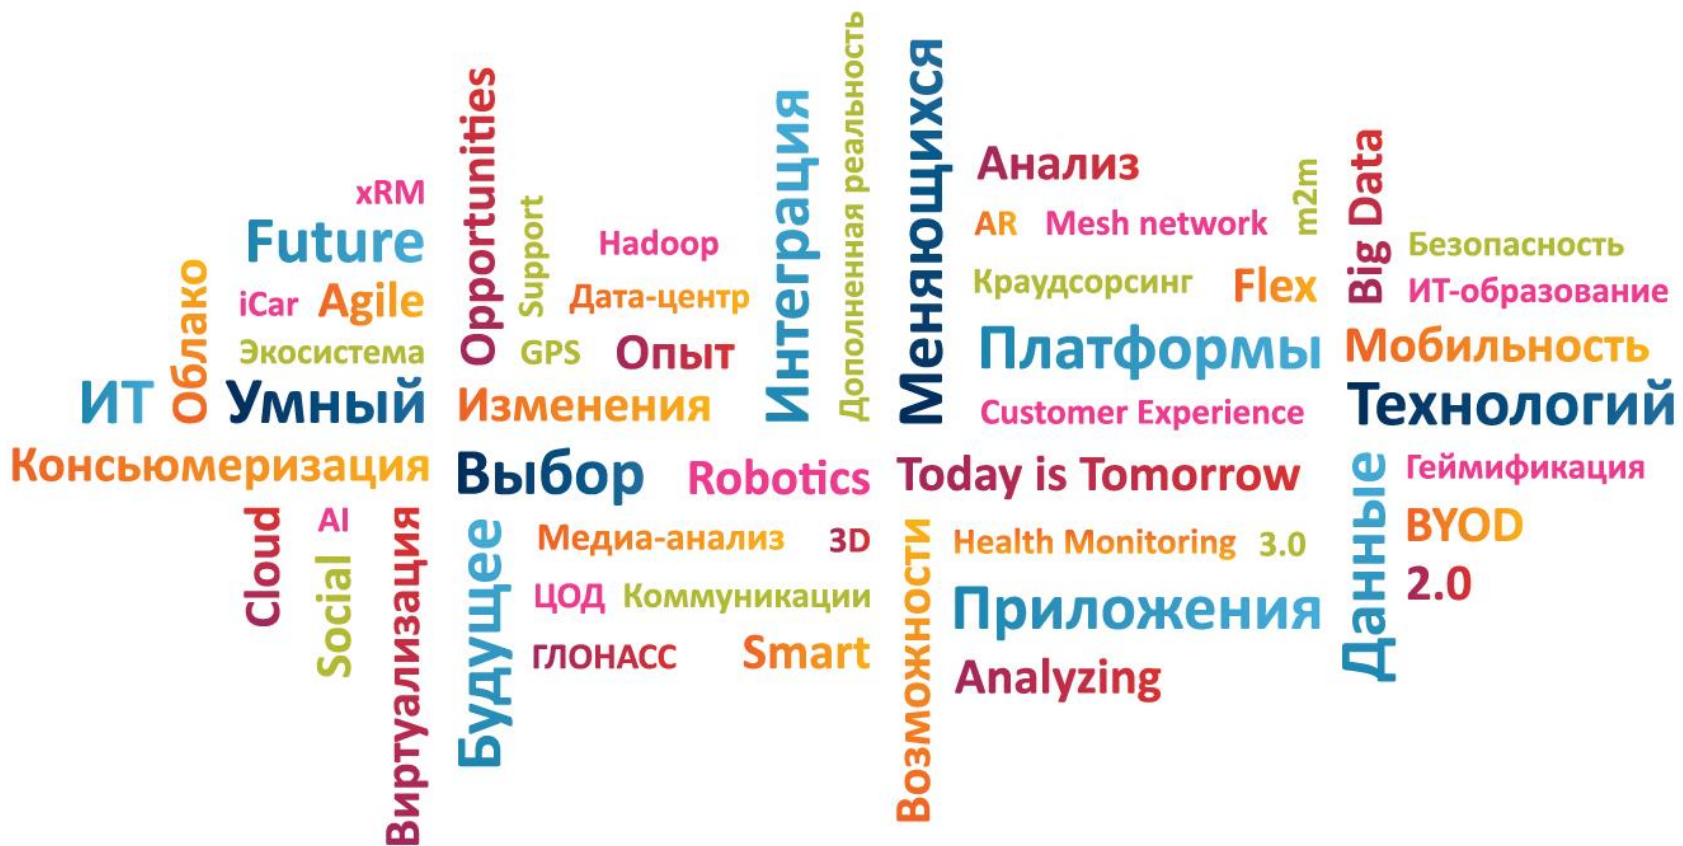 xRM
Future
iCar
Agile
Облако
Экосистема
ИТ
Умный
Консьюмеризация
Cloud
AI
Social
Виртуализация
Opportunities
Support
Hadoop
Дата-центр
GPS
Опыт
Изменения
Интеграция
Дополненная реальность
Выбор
Robotics
Будущее
Медиа-анализ
3D
ЦОД
Коммуникации
ГЛОНАСС
Smart
Меняющихся
Анализ
AR
Mesh network
m2m
Краудсорсинг
Flex
Платформы
Customer Experience
Today is Tomorrow
Возможности
Health Monitoring
3.0
Приложения
Analyzing
Big Data
Безопасность
ИТ-образование
Мобильность
Технологий
Данные
Геймификация
BYOD
2.0